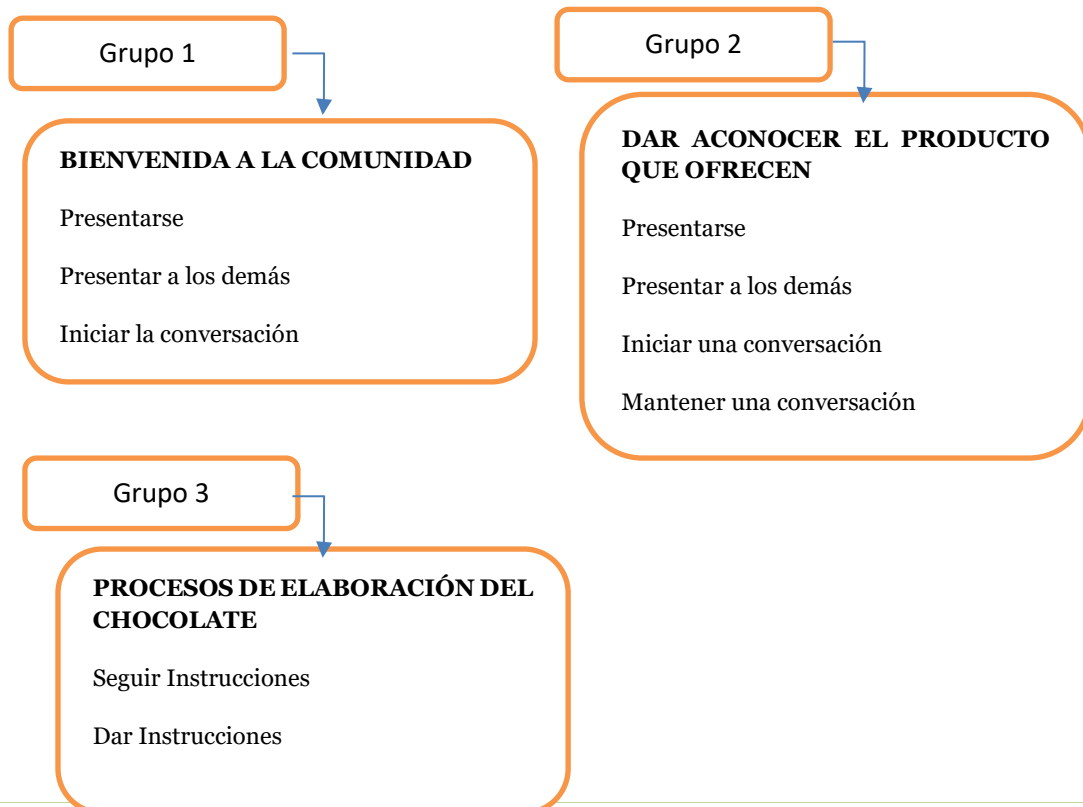 Grupo 1
BIENVENIDA A LA COMUNIDAD
Presentarse
Presentar a los demás
Iniciar la conversación
Grupo 2
DAR ACONOCER EL PRODUCTO
QUE OFRECEN
Presentarse
Presentar a los demás
Iniciar una conversación
Mantener una conversación
Grupo 3
PROCESOS DE ELABORACIÓN DEL
CHOCOLATE
Seguir Instrucciones
Dar Instrucciones